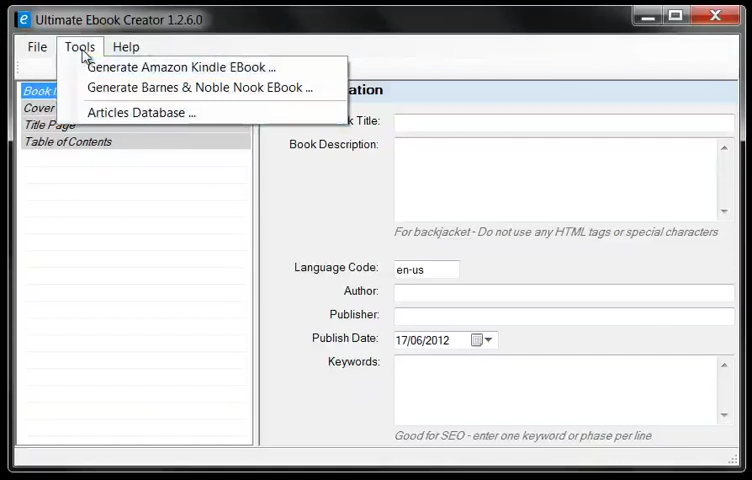 Ultimate Ebook Creator 1.2.6.0
File Tools Help
Generate Amazon Kindle EBook ...
Generate Barnes & Noble Nook EBook ...
Articles Database ...
Book
Cover
Title Page
Table of Contents
Title:
Book Description:
For backjacket - Do not use any HTML tags or special characters
Language Code: en-us
Author:
Publisher:
Publish Date: 17/06/2012
Keywords:
Good for SEO - enter one keyword or phase per line